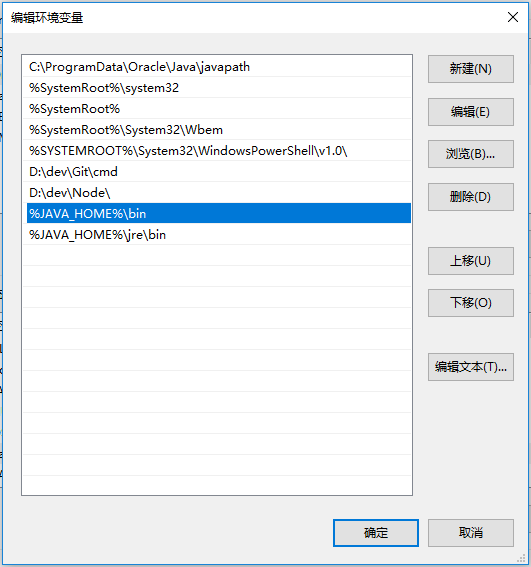 编辑环境变量
C:\ProgramData\Oracle\Java\javapath
%SystemRoot%\system32
%SystemRoot%
%SystemRoot%\System32\Wbem
%SYSTEMROOT%\System32\WindowsPowerShell\v1.0\
D:\dev\Git\cmd
D:\dev\Node\
%JAVA_HOME%\bin
%JAVA_HOME%\jre\bin
新建(N)
编辑(E)
浏览(B)...
删除(D)
上移(U)
下移(O)
编辑文本(T)...
确定
取消